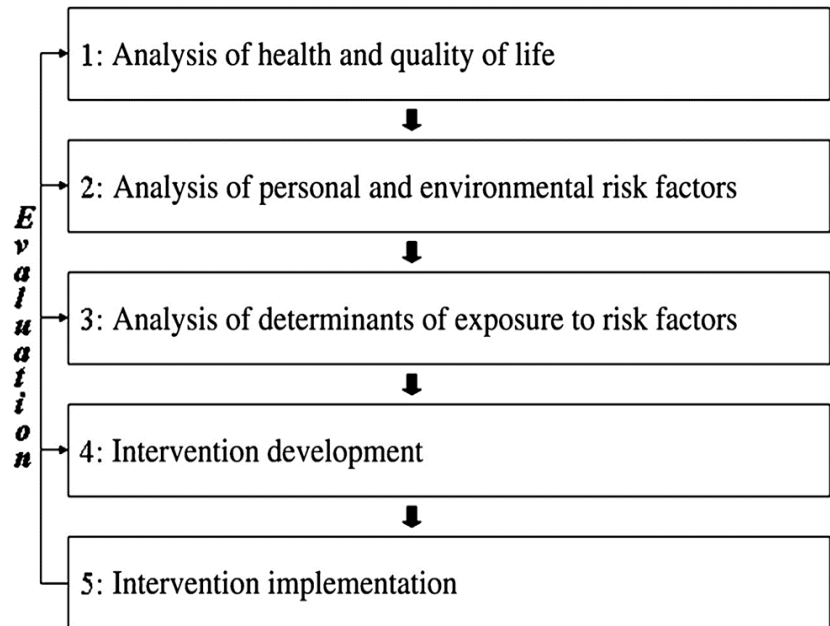 1: Analysis of health and quality of life
2: Analysis of personal and environmental risk factors
3: Analysis of determinants of exposure to risk factors
4: Intervention development
5: Intervention implementation
Evaluation